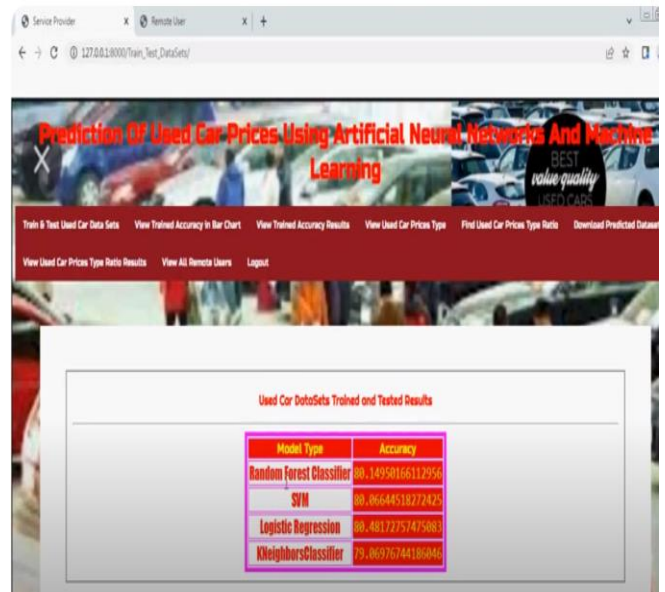 Service Provider
Remote User
127.0.0.1:8000/Train_Test_DataSets/
Prediction Of Used Car Prices Using Artificial Neural Networks And Machine
Learning
BEST
value quality
USED CARS
Train & Test Used Car Data Sets View Trained Accuracy in Bar Chart View Trained Accuracy Results View Used Car Prices Type Find Used Car Prices Type Ratio Download Predicted Dataset
View Used Car Prices Type Ratio Results View All Remote Users Logout
Used Car DataSets Trained and Tested Results
Model Type Accuracy
Random Forest Classifier 80.14950166112956
SVM 80.06644518272425
Logistic Regression 80.48172757475083
KNeighborsClassifier 79.06976744186046